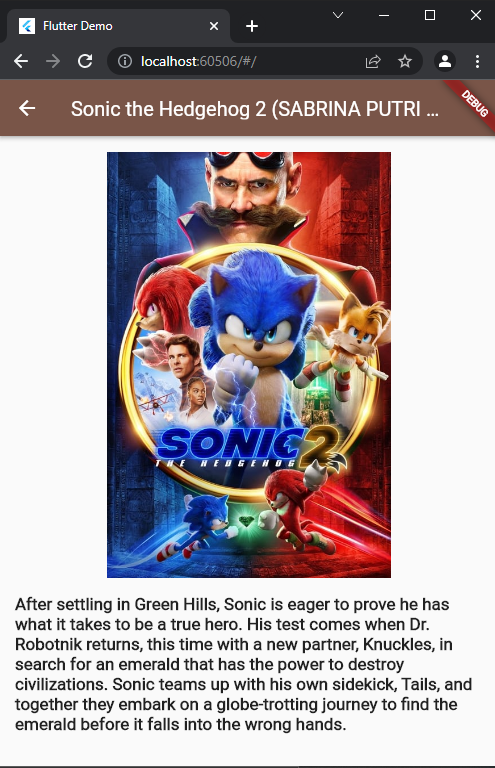 Flutter Demo
localhost:60506/#/
Sonic the Hedgehog 2 (SABRINA PUTRI ...
DEBUG
SONIC 2
THE HEDGEHOG
After settling in Green Hills, Sonic is eager to prove he has
what it takes to be a true hero. His test comes when Dr.
Robotnik returns, this time with a new partner, Knuckles, in
search for an emerald that has the power to destroy
civilizations. Sonic teams up with his own sidekick, Tails, and
together they embark on a globe-trotting journey to find the
emerald before it falls into the wrong hands.